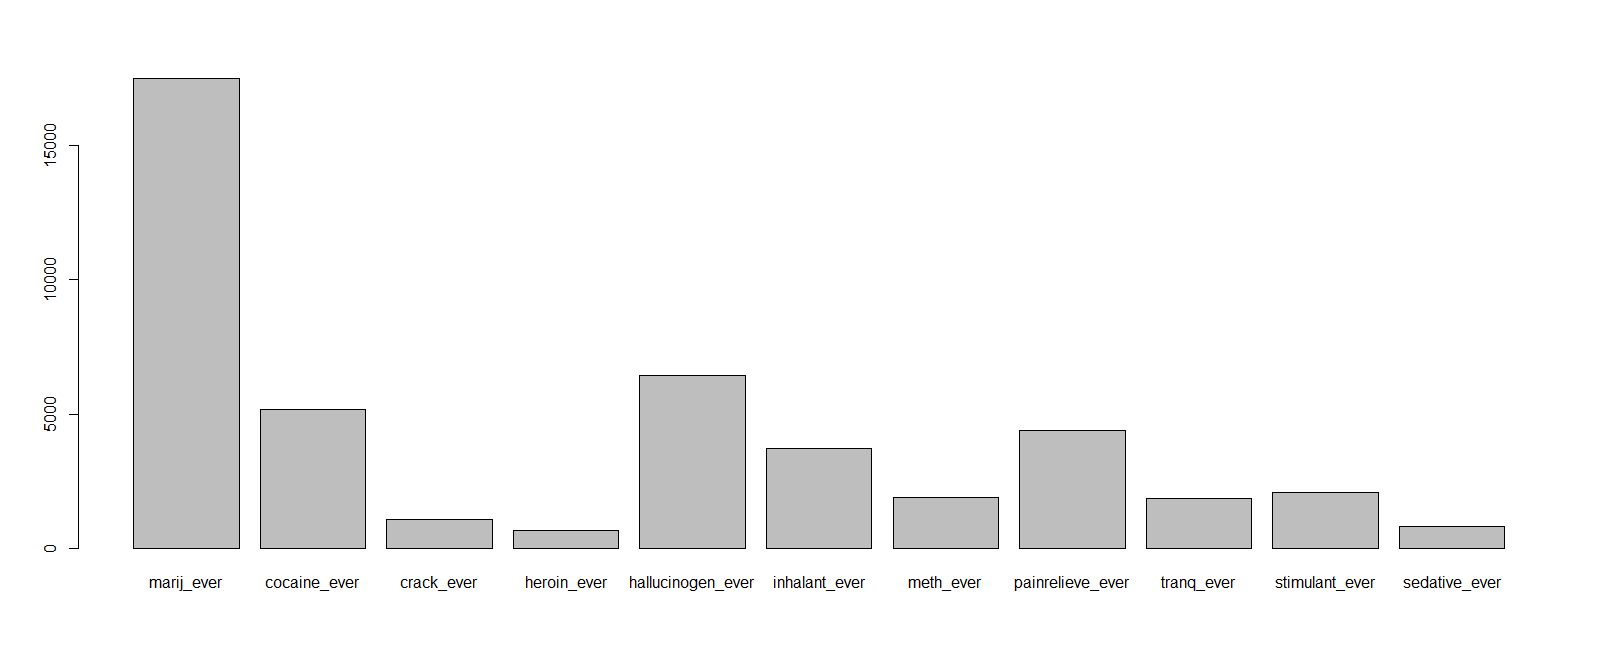 15000
10000
5000
0
marij_ever cocaine_ever crack_ever heroin_ever hallucinogen_ever inhalant_ever meth_ever painrelieve_ever tranq_ever stimulant_ever sedative_ever